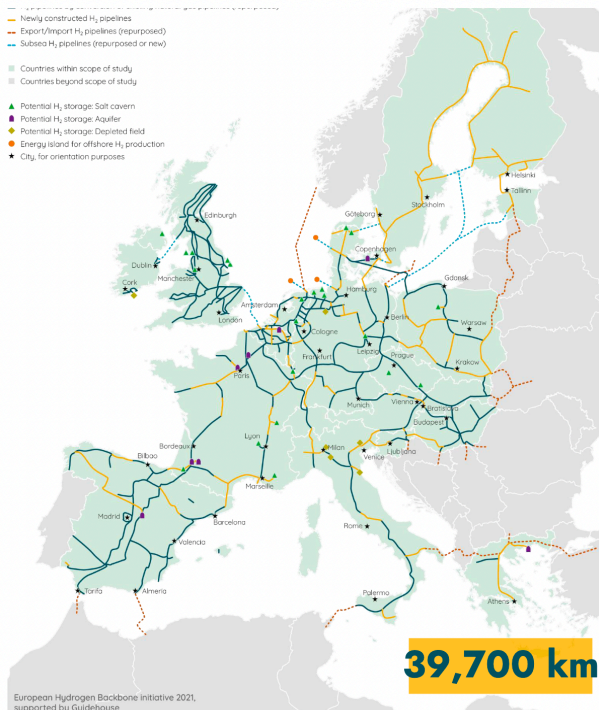 Newly constructed H₂ pipelines
Export/Import H₂ pipelines (repurposed)
Subsea H₂ pipelines (repurposed or new)
Countries within scope of study
Countries beyond scope of study
Potential H₂ storage: Salt cavern
Potential H₂ storage: Aquifer
Potential H₂ storage: Depleted field
Energy island for offshore H₂ production
City, for orientation purposes
Helsinki
Tallinn
Stockholm
Göteborg
Edinburgh
Copenhagen
Dublin
Manchester
Cork
Hamburg
Gdańsk
Amsterdam
London
Berlin
Warsaw
Cologne
Leipzig
Frankfurt
Prague
Krakow
Paris
Munich
Vienna
Bratislava
Budapest
Lyon
Bordeaux
Milan
Venice
Ljubljana
Bilbao
Marseille
Madrid
Barcelona
Rome
Valencia
Tarifa
Almeria
Palermo
Athens
39,700 km
European Hydrogen Backbone initiative 2021,
supported by Guidehouse